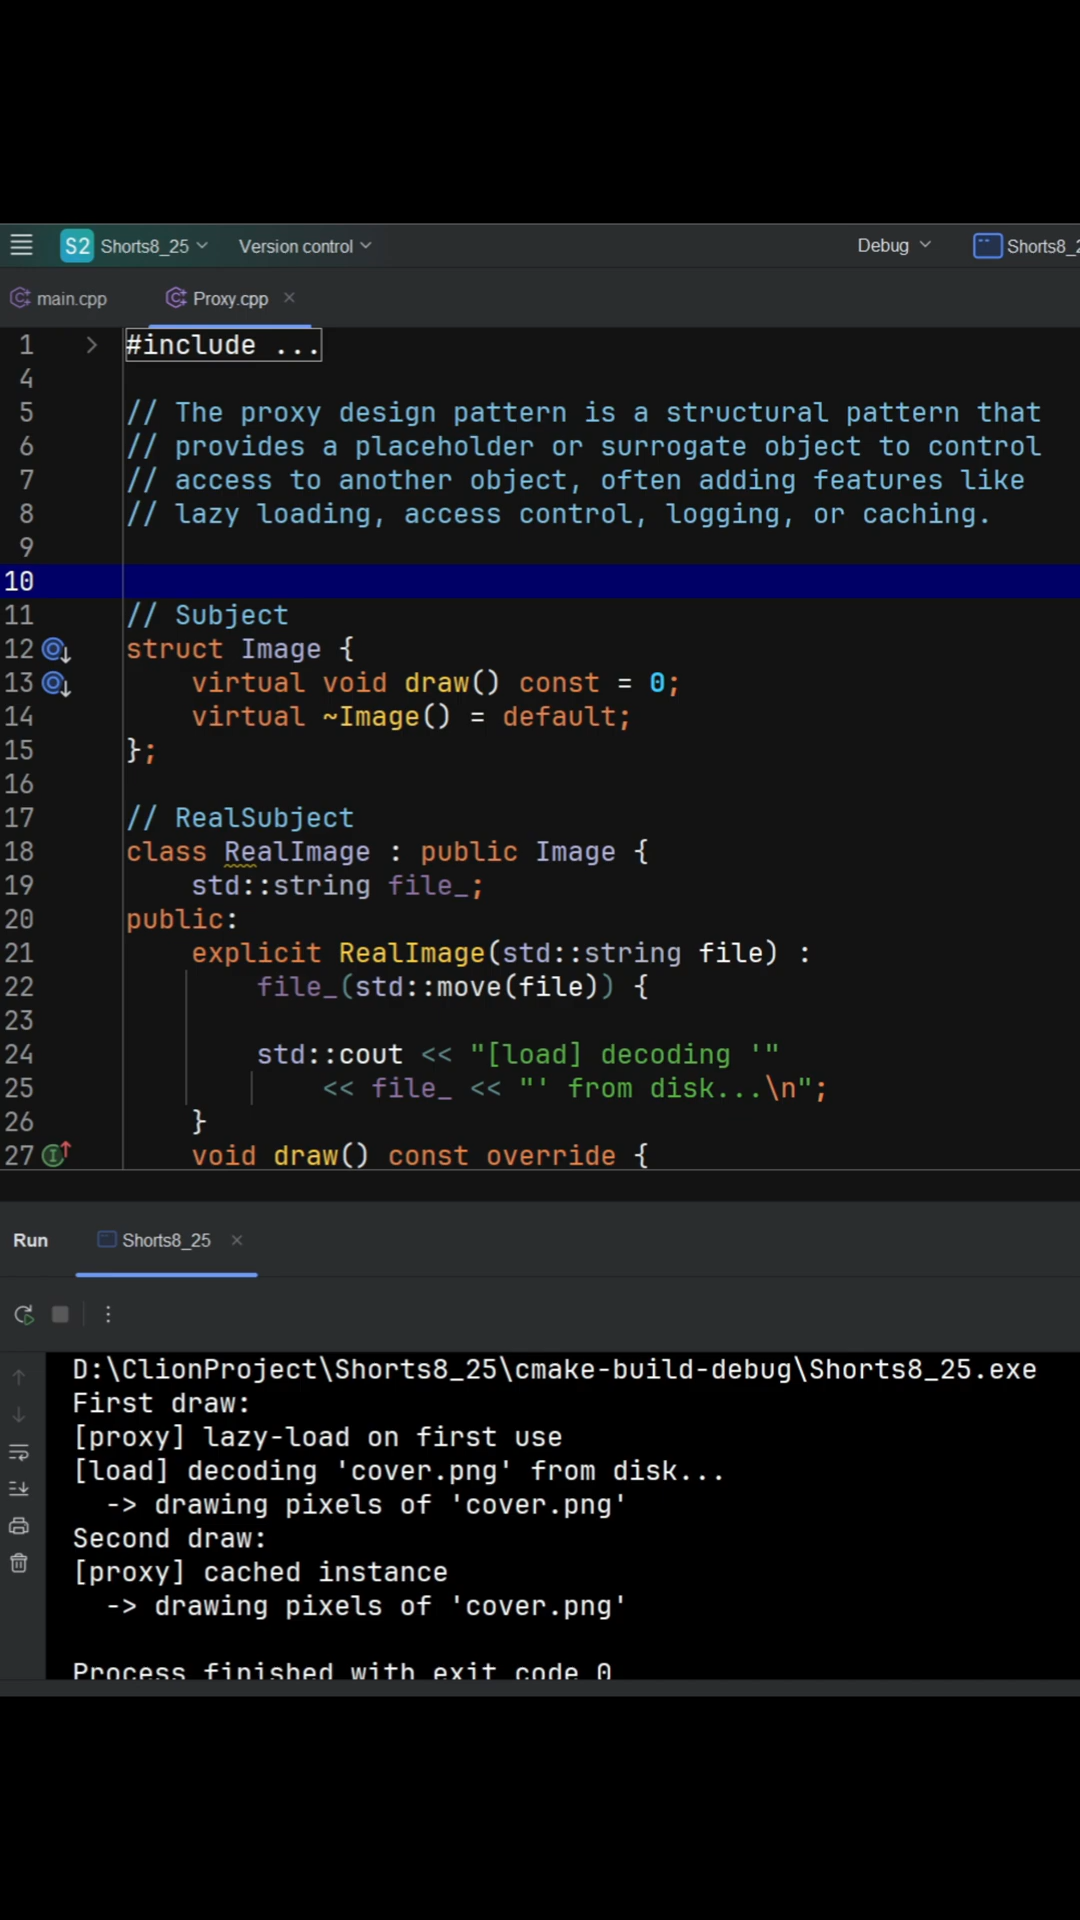 S2 Shorts8_25 Version control Debug Shorts8_2
main.cpp Proxy.cpp
1 #include ...
4
5 // The proxy design pattern is a structural pattern that
6 // provides a placeholder or surrogate object to control
7 // access to another object, often adding features like
8 // lazy loading, access control, logging, or caching.
9
10
11 // Subject
12 struct Image {
13     virtual void draw() const = 0;
14     virtual ~Image() = default;
15 };
16
17 // RealSubject
18 class RealImage : public Image {
19     std::string file_;
20 public:
21     explicit RealImage(std::string file) :
22         file_(std::move(file)) {
23
24         std::cout << "[load] decoding '"
25             << file_ << "' from disk...\n";
26     }
27     void draw() const override {
Run Shorts8_25
D:\ClionProject\Shorts8_25\cmake-build-debug\Shorts8_25.exe
First draw:
[proxy] lazy-load on first use
[load] decoding 'cover.png' from disk...
  -> drawing pixels of 'cover.png'
Second draw:
[proxy] cached instance
  -> drawing pixels of 'cover.png'
Process finished with exit code 0